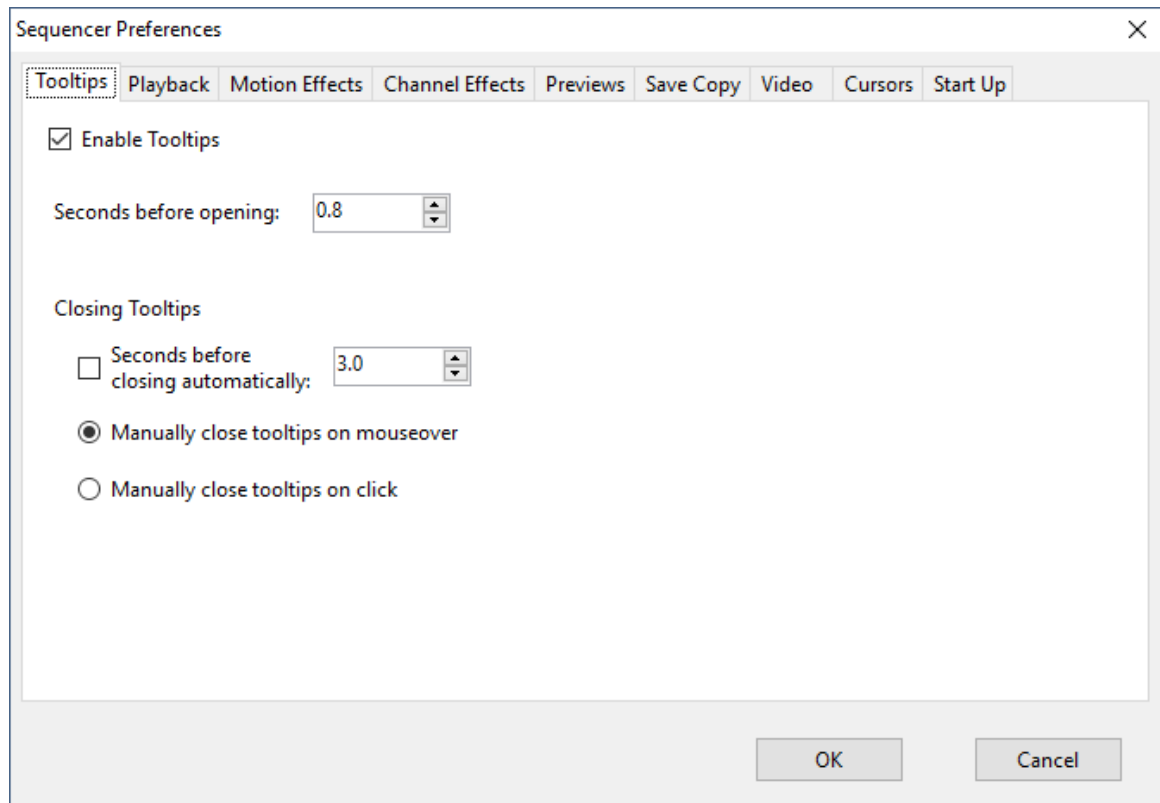 Sequencer Preferences
Tooltips Playback Motion Effects Channel Effects Previews Save Copy Video Cursors Start Up
Enable Tooltips
Seconds before opening: 0.8
Closing Tooltips
Seconds before
closing automatically: 3.0
Manually close tooltips on mouseover
Manually close tooltips on click
OK Cancel